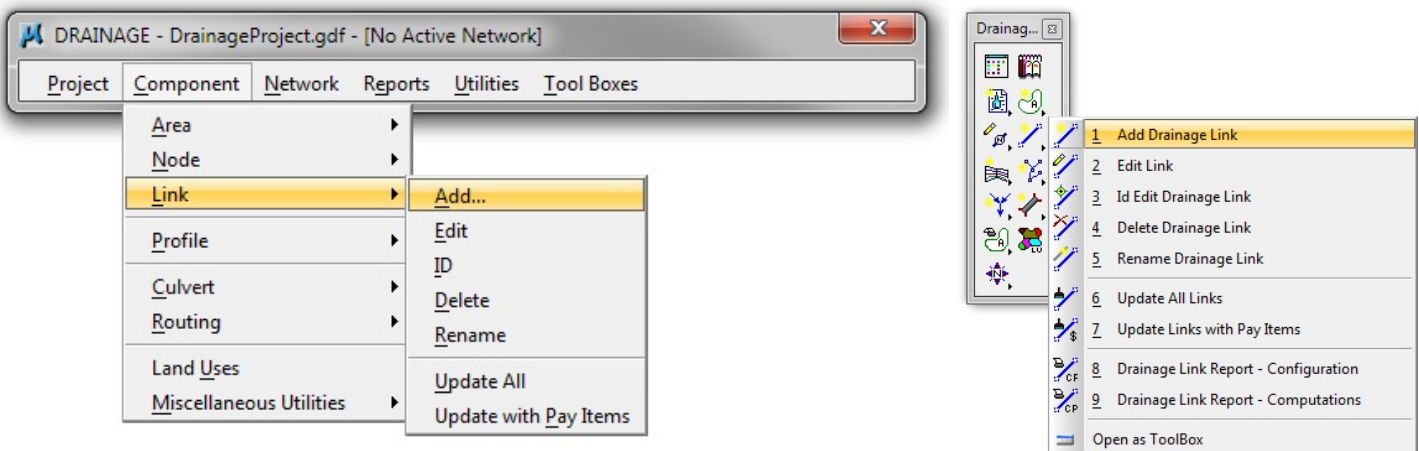 DRAINAGE - DrainageProject.gdf - [No Active Network]
Project Component Network Reports Utilities Tool Boxes
Area
Node
Link
Profile
Culvert
Routing
Land Uses
Miscellaneous Utilities
Add...
Edit
ID
Delete
Rename
Update All
Update with Pay Items
Drainag...
1 Add Drainage Link
2 Edit Link
3 Id Edit Drainage Link
4 Delete Drainage Link
5 Rename Drainage Link
6 Update All Links
7 Update Links with Pay Items
8 Drainage Link Report - Configuration
9 Drainage Link Report - Computations
Open as ToolBox